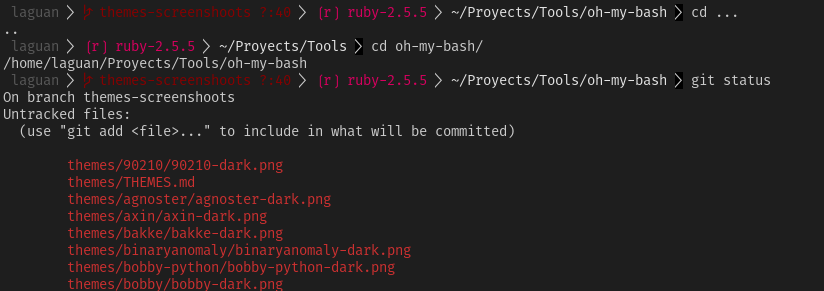 laguan > themes-screenshoots ?:40 > [r] ruby-2.5.5 > ~/Proyects/Tools/oh-my-bash > cd ...
..
laguan > [r] ruby-2.5.5 > ~/Proyects/Tools > cd oh-my-bash/
/home/laguan/Proyects/Tools/oh-my-bash
laguan > themes-screenshoots ?:40 > [r] ruby-2.5.5 > ~/Proyects/Tools/oh-my-bash > git status
On branch themes-screenshoots
Untracked files:
(use "git add <file>..." to include in what will be committed)
themes/90210/90210-dark.png
themes/THEMES.md
themes/agnoster/agnoster-dark.png
themes/axin/axin-dark.png
themes/bakke/bakke-dark.png
themes/binaryanomaly/binaryanomaly-dark.png
themes/bobby-python/bobby-python-dark.png
themes/bobby/bobby-dark.png